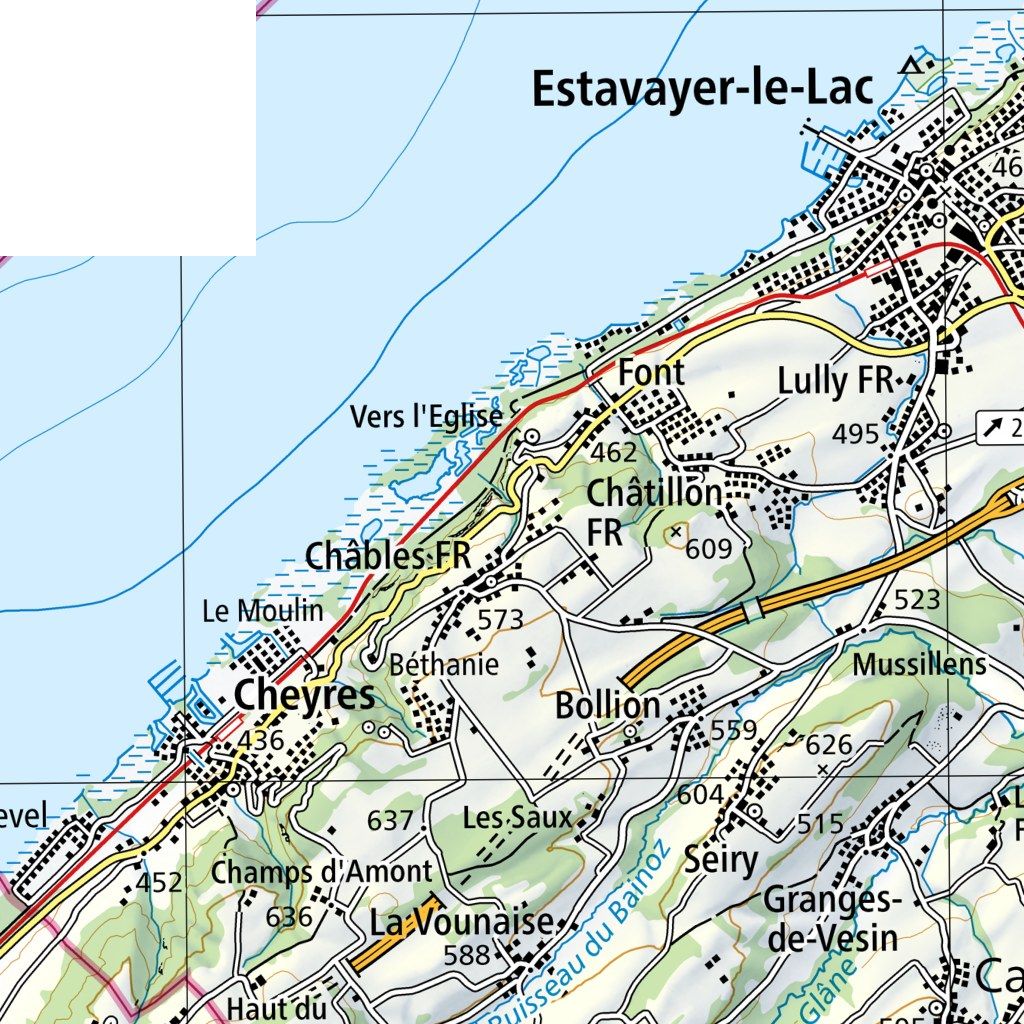 Estavayer-le-Lac
46
Font
Lully FR
Vers l'Eglise
495
2
462
Châtillon
FR
609
Châbles FR
573
523
Le Moulin
Béthanie
Mussillens
Cheyres
Bollion
559
436
626
604
evel
637
Les Saux
515
Seiry
452
Champs d'Amont
636
La Vounaise
588
Granges-
de-Vesin
Ruisseau du Bainoz
Glâne
Ca
Haut du